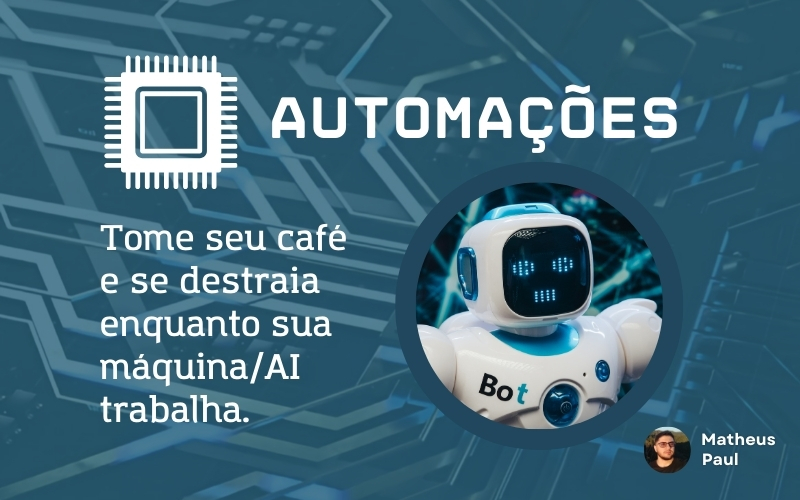 AUTOMAÇÕES
Tome seu café
e se destraia
enquanto sua
máquina/AI
trabalha.
Bot
Matheus
Paul